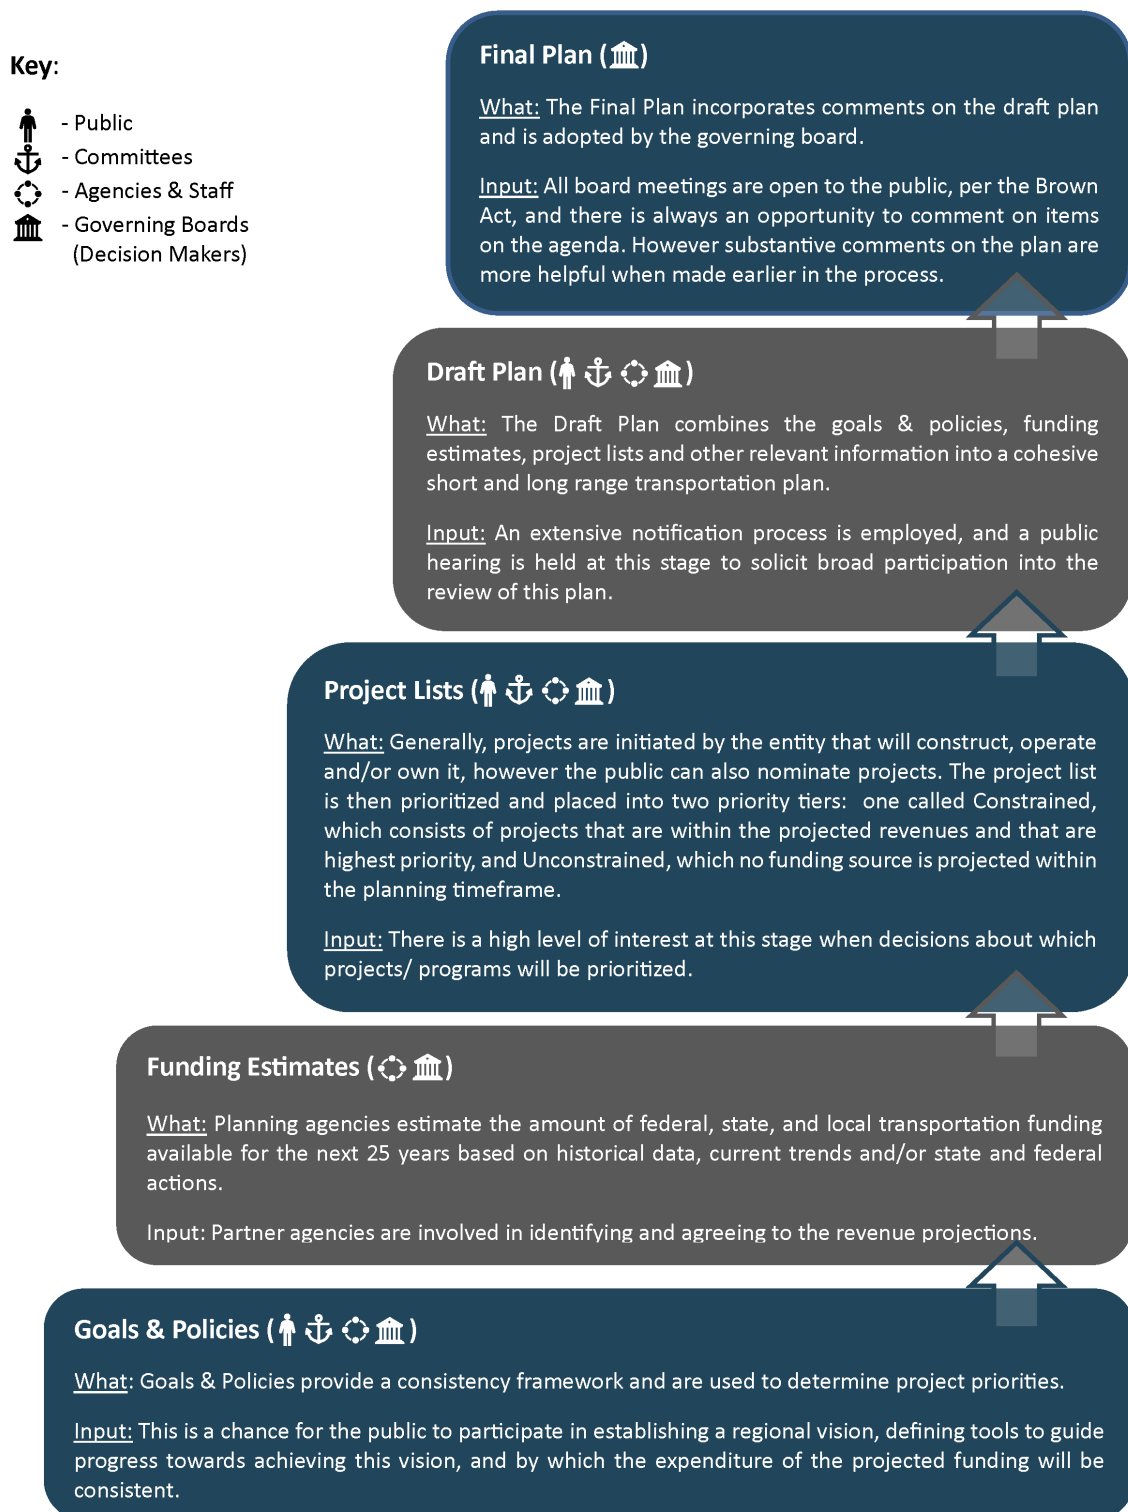 Key:
- Public
- Committees
- Agencies & Staff
- Governing Boards
(Decision Makers)
Final Plan ( )
What: The Final Plan incorporates comments on the draft plan
and is adopted by the governing board.
Input: All board meetings are open to the public, per the Brown
Act, and there is always an opportunity to comment on items
on the agenda. However substantive comments on the plan are
more helpful when made earlier in the process.
Draft Plan ( )
What: The Draft Plan combines the goals & policies, funding
estimates, project lists and other relevant information into a cohesive
short and long range transportation plan.
Input: An extensive notification process is employed, and a public
hearing is held at this stage to solicit broad participation into the
review of this plan.
Project Lists ( )
What: Generally, projects are initiated by the entity that will construct, operate
and/or own it, however the public can also nominate projects. The project list
is then prioritized and placed into two priority tiers: one called Constrained,
which consists of projects that are within the projected revenues and that are
highest priority, and Unconstrained, which no funding source is projected within
the planning timeframe.
Input: There is a high level of interest at this stage when decisions about which
projects/ programs will be prioritized.
Funding Estimates ( )
What: Planning agencies estimate the amount of federal, state, and local transportation funding
available for the next 25 years based on historical data, current trends and/or state and federal
actions.
Input: Partner agencies are involved in identifying and agreeing to the revenue projections.
Goals & Policies ( )
What: Goals & Policies provide a consistency framework and are used to determine project priorities.
Input: This is a chance for the public to participate in establishing a regional vision, defining tools to guide
progress towards achieving this vision, and by which the expenditure of the projected funding will be
consistent.